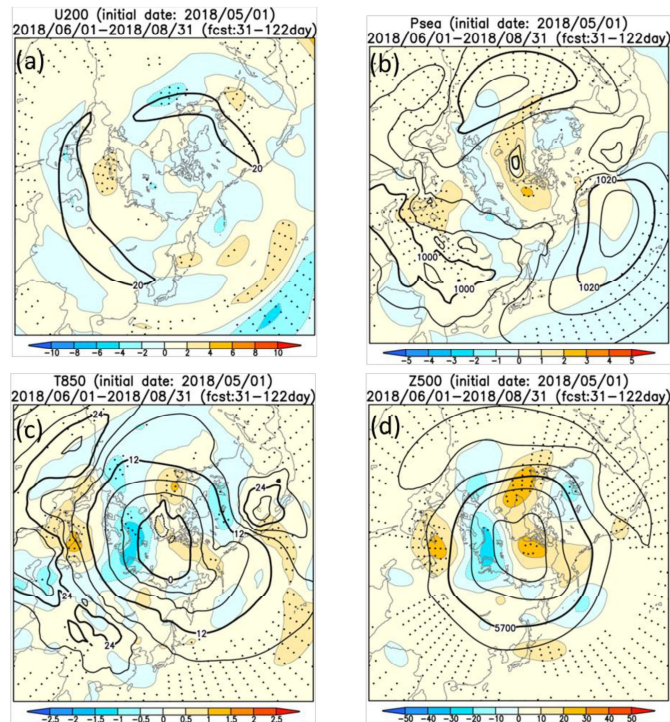 U200 (initial date: 2018/05/01)
2018/06/01-2018/08/31 (fcst:31-122day)
(a)
20
20
-10 -8 -6 -4 -2 0 2 4 6 8 10
Psea (initial date: 2018/05/01)
2018/06/01-2018/08/31 (fcst:31-122day)
(b)
1020
1000
1000
1020
-5 -4 -3 -2 -1 0 1 2 3 4 5
T850 (initial date: 2018/05/01)
2018/06/01-2018/08/31 (fcst:31-122day)
(c)
24
12
24
12
0
24
12
24
-2.5 -2 -1.5 -1 -0.5 0 0.5 1 1.5 2 2.5
Z500 (initial date: 2018/05/01)
2018/06/01-2018/08/31 (fcst:31-122day)
(d)
5700
-50 -40 -30 -20 -10 0 10 20 30 40 50